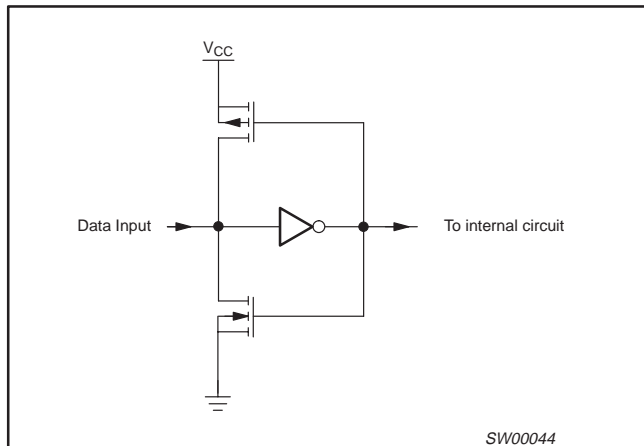 VCC
Data Input
To internal circuit
SW00044